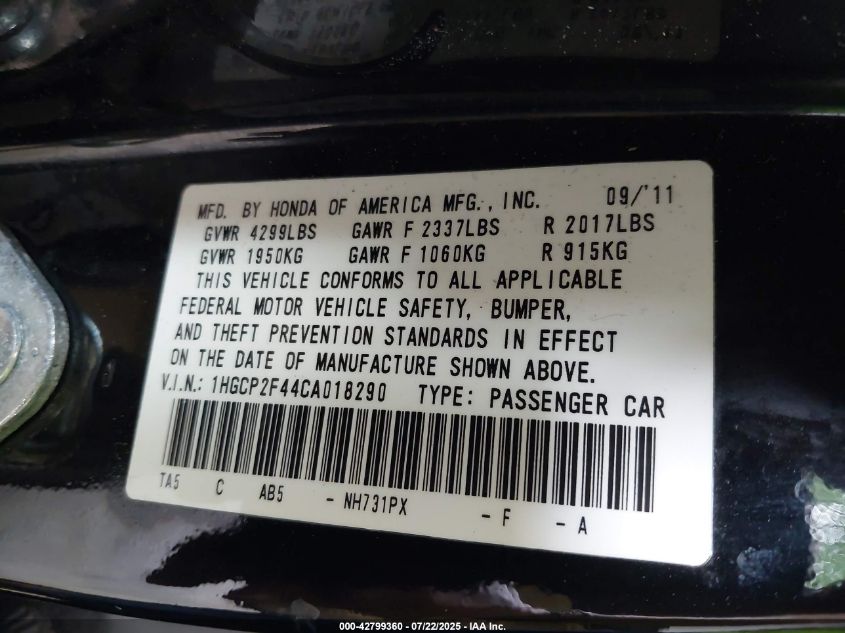 MFD. BY HONDA OF AMERICA MFG., INC. 09/'11
GVWR 4299LBS GAWR F 2337LBS R 2017LBS
GVWR 1950KG GAWR F 1060KG R 915KG
THIS VEHICLE CONFORMS TO ALL APPLICABLE
FEDERAL MOTOR VEHICLE SAFETY, BUMPER,
AND THEFT PREVENTION STANDARDS IN EFFECT
ON THE DATE OF MANUFACTURE SHOWN ABOVE.
V.I.N.: 1HGCP2F44CA018290 TYPE: PASSENGER CAR
TA5 C AB5 - NH731PX - F - A
000-42799360 / 07/22/2025 - IAA Inc.